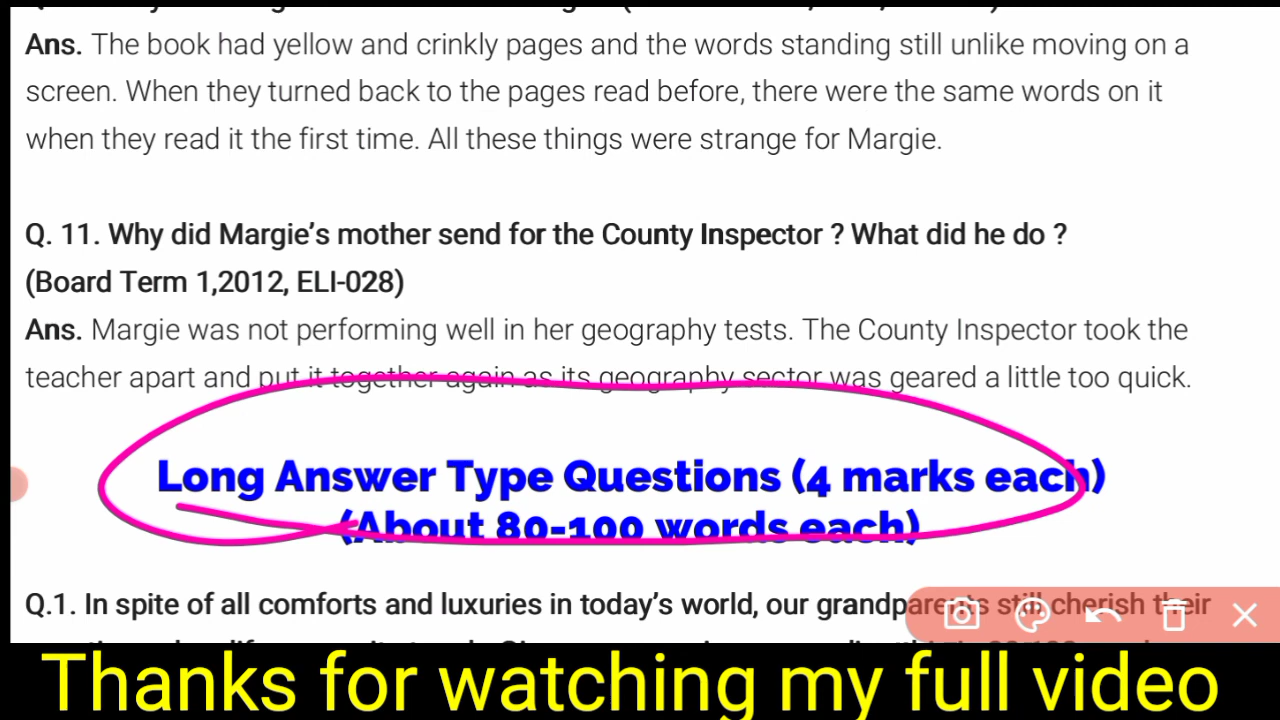 Ans. The book had yellow and crinkly pages and the words standing still unlike moving on a
screen. When they turned back to the pages read before, there were the same words on it
when they read it the first time. All these things were strange for Margie.
Q. 11. Why did Margie’s mother send for the County Inspector ? What did he do ?
(Board Term 1,2012, ELI-028)
Ans. Margie was not performing well in her geography tests. The County Inspector took the
teacher apart and put it together again as its geography sector was geared a little too quick.
Long Answer Type Questions (4 marks each)
(About 80-100 words each)
Q.1. In spite of all comforts and luxuries in today’s world, our grandparents still cherish their
Thanks for watching my full video